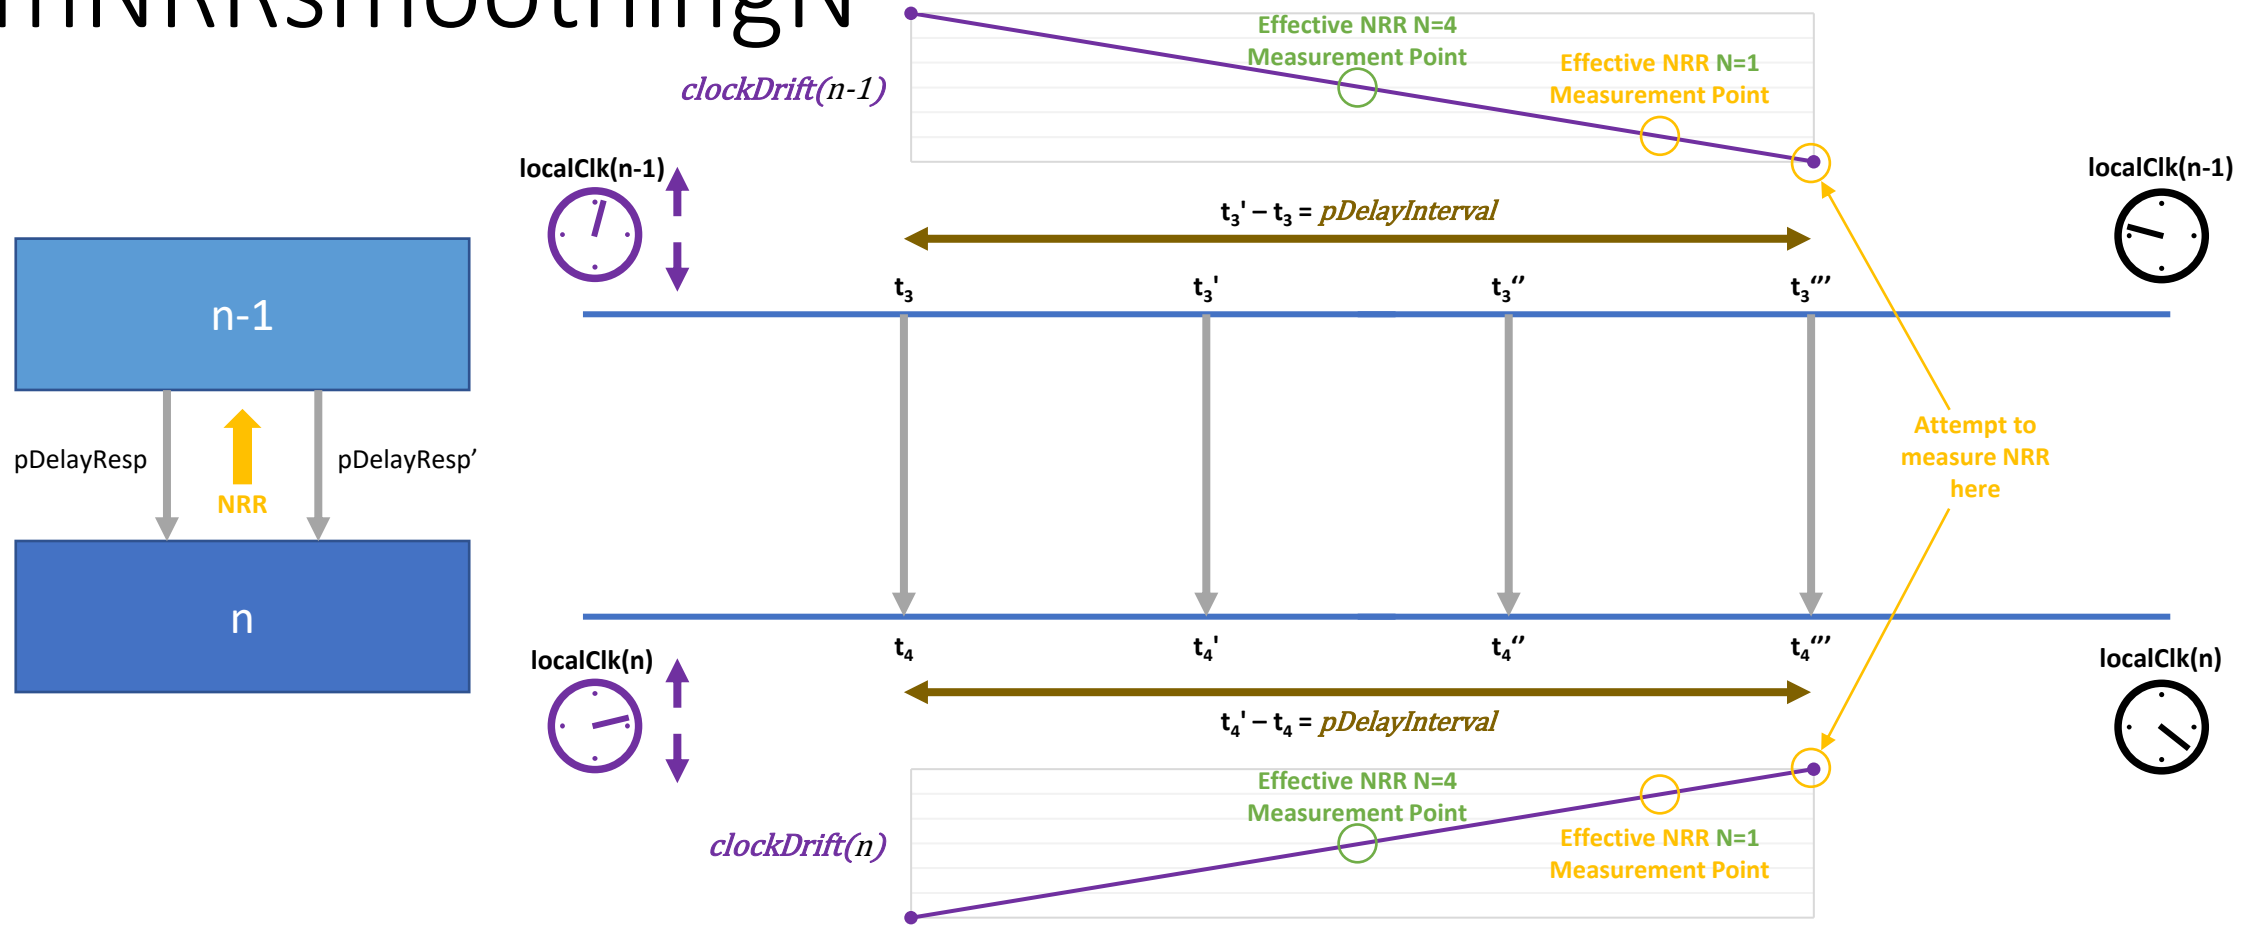 mNRRsmoothingN
Effective NRR N=4
Measurement Point
Effective NRR N=1
Measurement Point
clockDrift(n-1)
localClk(n-1)
localClk(n-1)
t3' – t3 = pDelayInterval
t3
t3'
t3‘’
t3‘’’
n-1
pDelayResp
NRR
pDelayResp’
Attempt to
measure NRR
here
n
t4
t4'
t4‘’
t4‘’’
localClk(n)
localClk(n)
t4' – t4 = pDelayInterval
Effective NRR N=4
Measurement Point
clockDrift(n)
Effective NRR N=1
Measurement Point